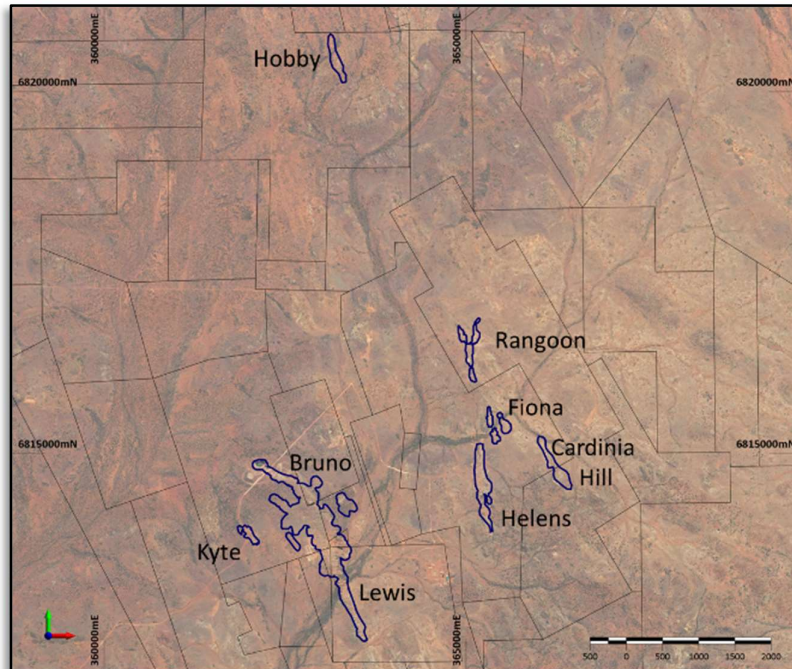 360000mE
365000mE
Hobby
6820000mN
6820000mN
Rangoon
Fiona
6815000mN
6815000mN
Cardinia
Hill
Bruno
Helens
Kyte
Lewis
360000mE
365000mE
500 0 500 1000 1500 2000